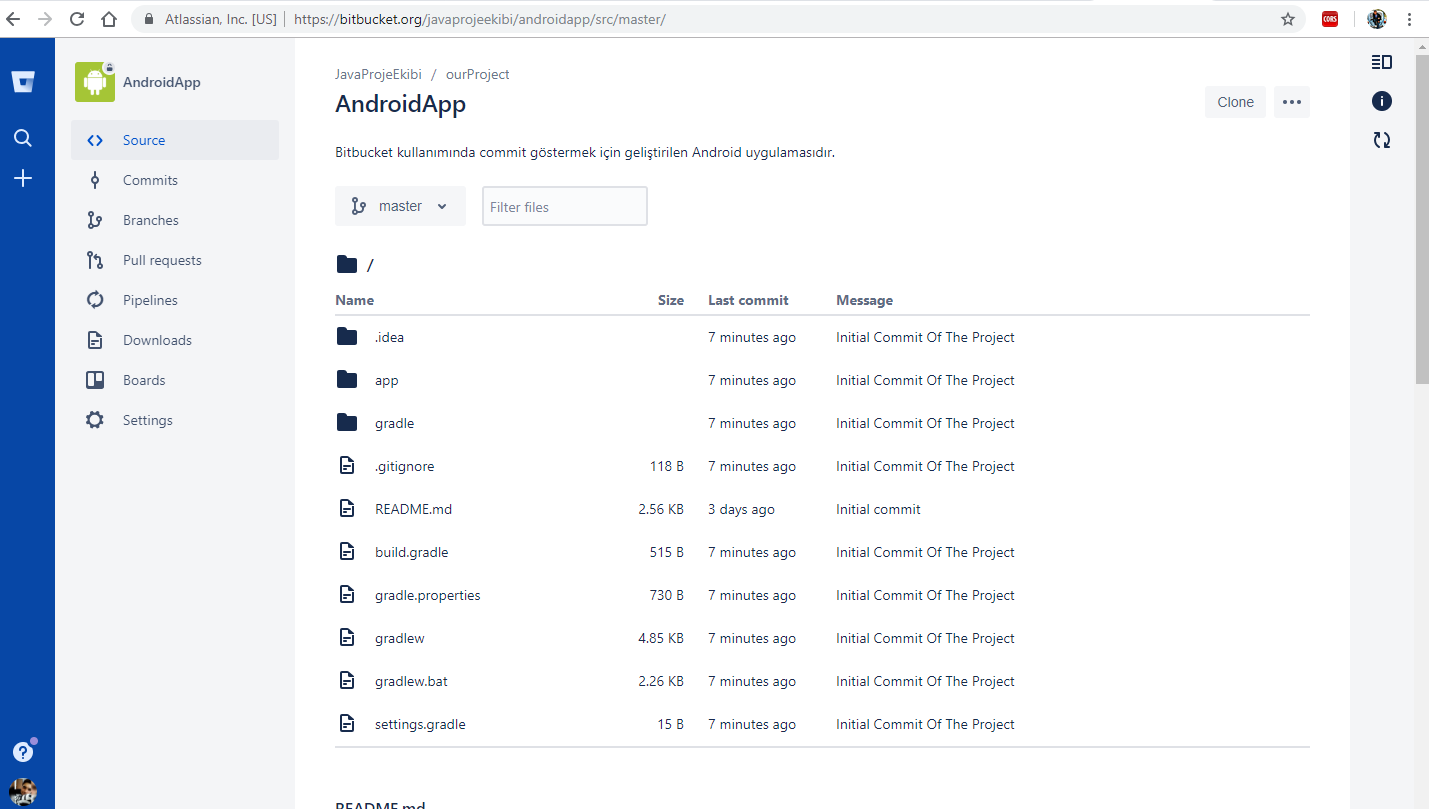 Atlassian, Inc. [US] https://bitbucket.org/javaprojeekibi/androidapp/src/master/
CORS
AndroidApp
Source
Commits
Branches
Pull requests
Pipelines
Downloads
Boards
Settings
JavaProjeEkibi / ourProject
AndroidApp
Clone
Bitbucket kullanımında commit göstermek için geliştirilen Android uygulamasıdır.
master
Filter files
/
Name Size Last commit Message
.idea 7 minutes ago Initial Commit Of The Project
app 7 minutes ago Initial Commit Of The Project
gradle 7 minutes ago Initial Commit Of The Project
.gitignore 118 B 7 minutes ago Initial Commit Of The Project
README.md 2.56 KB 3 days ago Initial commit
build.gradle 515 B 7 minutes ago Initial Commit Of The Project
gradle.properties 730 B 7 minutes ago Initial Commit Of The Project
gradlew 4.85 KB 7 minutes ago Initial Commit Of The Project
gradlew.bat 2.26 KB 7 minutes ago Initial Commit Of The Project
settings.gradle 15 B 7 minutes ago Initial Commit Of The Project
README.md